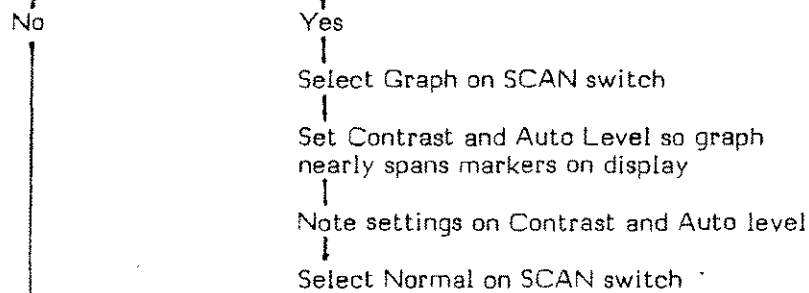 No
Yes
Select Graph on SCAN switch
Set Contrast and Auto Level so graph
nearly spans markers on display
Note settings on Contrast and Auto level
Select Normal on SCAN switch